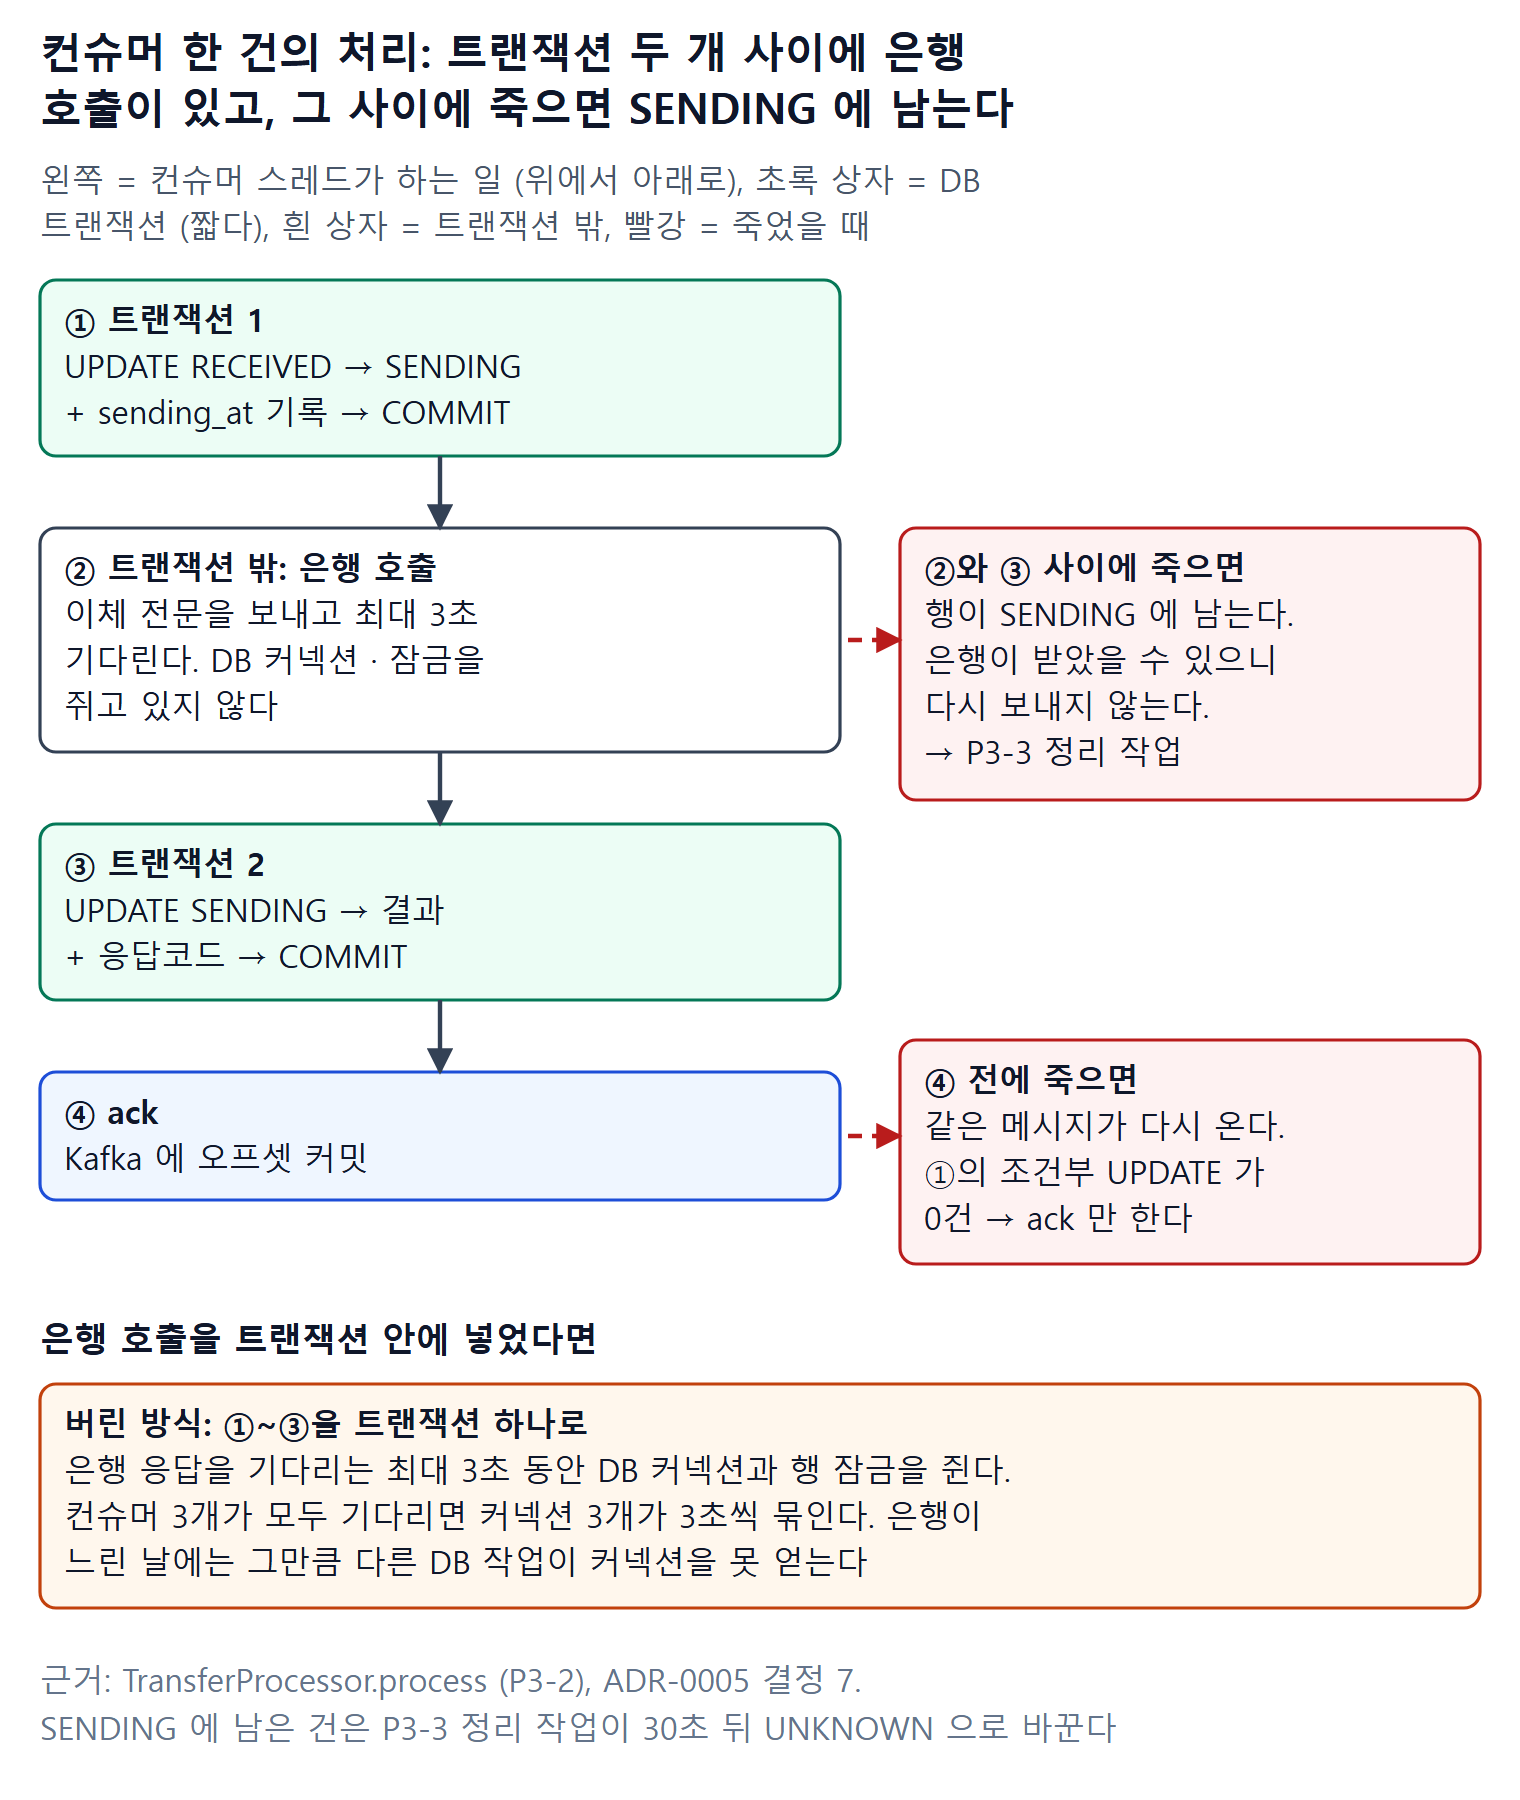 컨슈머 한 건의 처리: 트랜잭션 두 개 사이에 은행
호출이 있고, 그 사이에 죽으면 SENDING 에 남는다
왼쪽 = 컨슈머 스레드가 하는 일 (위에서 아래로), 초록 상자 = DB
트랜잭션 (짧다), 흰 상자 = 트랜잭션 밖, 빨강 = 죽었을 때
① 트랜잭션 1
UPDATE RECEIVED → SENDING
+ sending_at 기록 → COMMIT
② 트랜잭션 밖: 은행 호출
이체 전문을 보내고 최대 3초
기다린다. DB 커넥션 · 잠금을
쥐고 있지 않다
②와 ③ 사이에 죽으면
행이 SENDING 에 남는다.
은행이 받았을 수 있으니
다시 보내지 않는다.
→ P3-3 정리 작업
③ 트랜잭션 2
UPDATE SENDING → 결과
+ 응답코드 → COMMIT
④ ack
Kafka 에 오프셋 커밋
④ 전에 죽으면
같은 메시지가 다시 온다.
①의 조건부 UPDATE 가
0건 → ack 만 한다
은행 호출을 트랜잭션 안에 넣었다면
버린 방식: ①~③을 트랜잭션 하나로
은행 응답을 기다리는 최대 3초 동안 DB 커넥션과 행 잠금을 쥔다.
컨슈머 3개가 모두 기다리면 커넥션 3개가 3초씩 묶인다. 은행이
느린 날에는 그만큼 다른 DB 작업이 커넥션을 못 얻는다
근거: TransferProcessor.process (P3-2), ADR-0005 결정 7.
SENDING 에 남은 건은 P3-3 정리 작업이 30초 뒤 UNKNOWN 으로 바꾼다